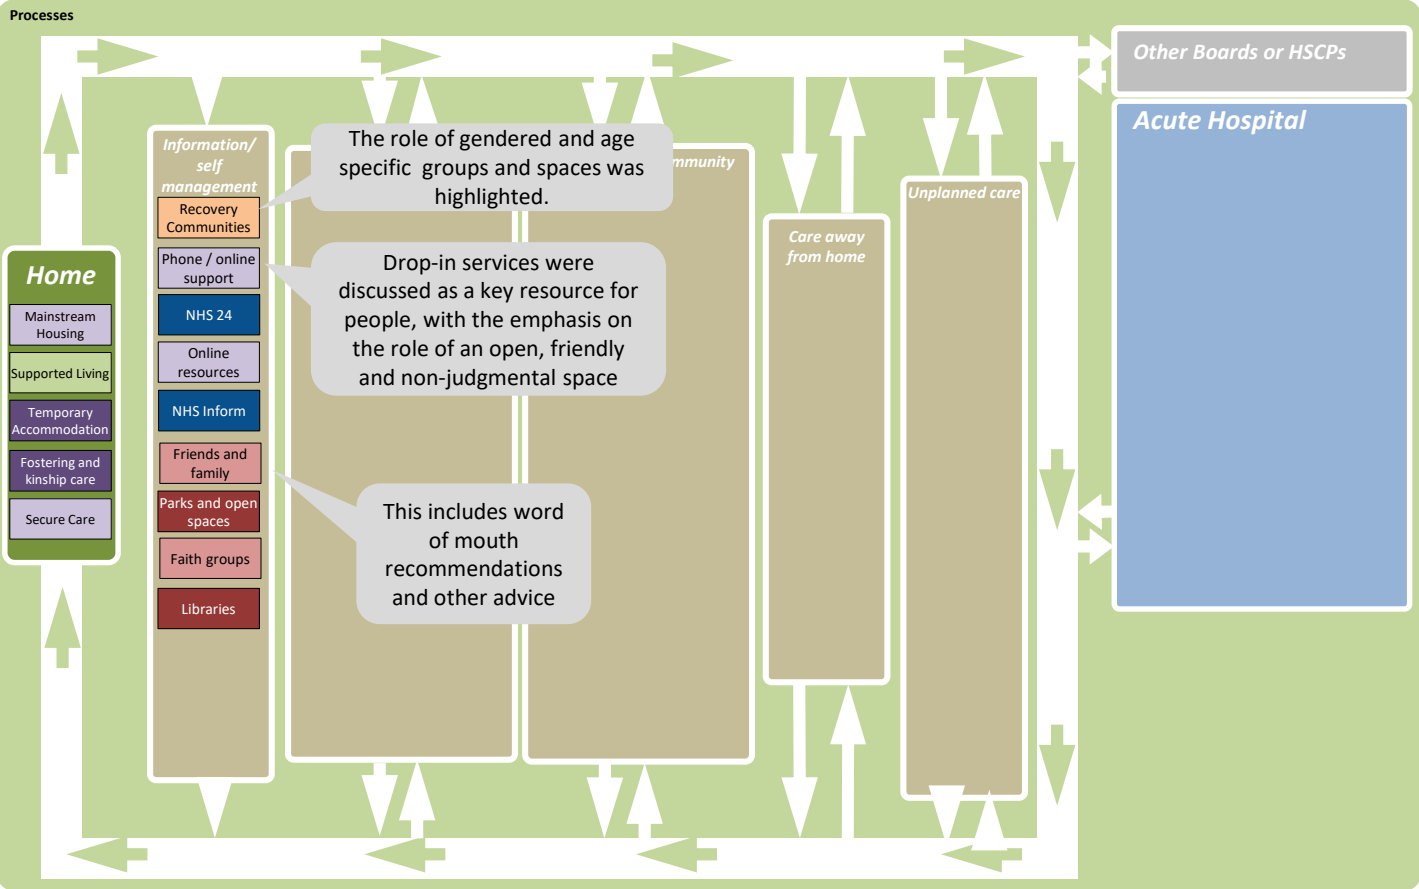 Processes
Other Boards or HSCPs
Acute Hospital
Information/
self
management
Recovery
Communities
Phone / online
support
NHS 24
Online
resources
NHS Inform
Friends and
family
Parks and open
spaces
Faith groups
Libraries
Home
Mainstream
Housing
Supported Living
Temporary
Accommodation
Fostering and
kinship care
Secure Care
The role of gendered and age
specific groups and spaces was
highlighted.
Drop-in services were
discussed as a key resource for
people, with the emphasis on
the role of an open, friendly
and non-judgmental space
This includes word
of mouth
recommendations
and other advice
Care away
from home
Unplanned care